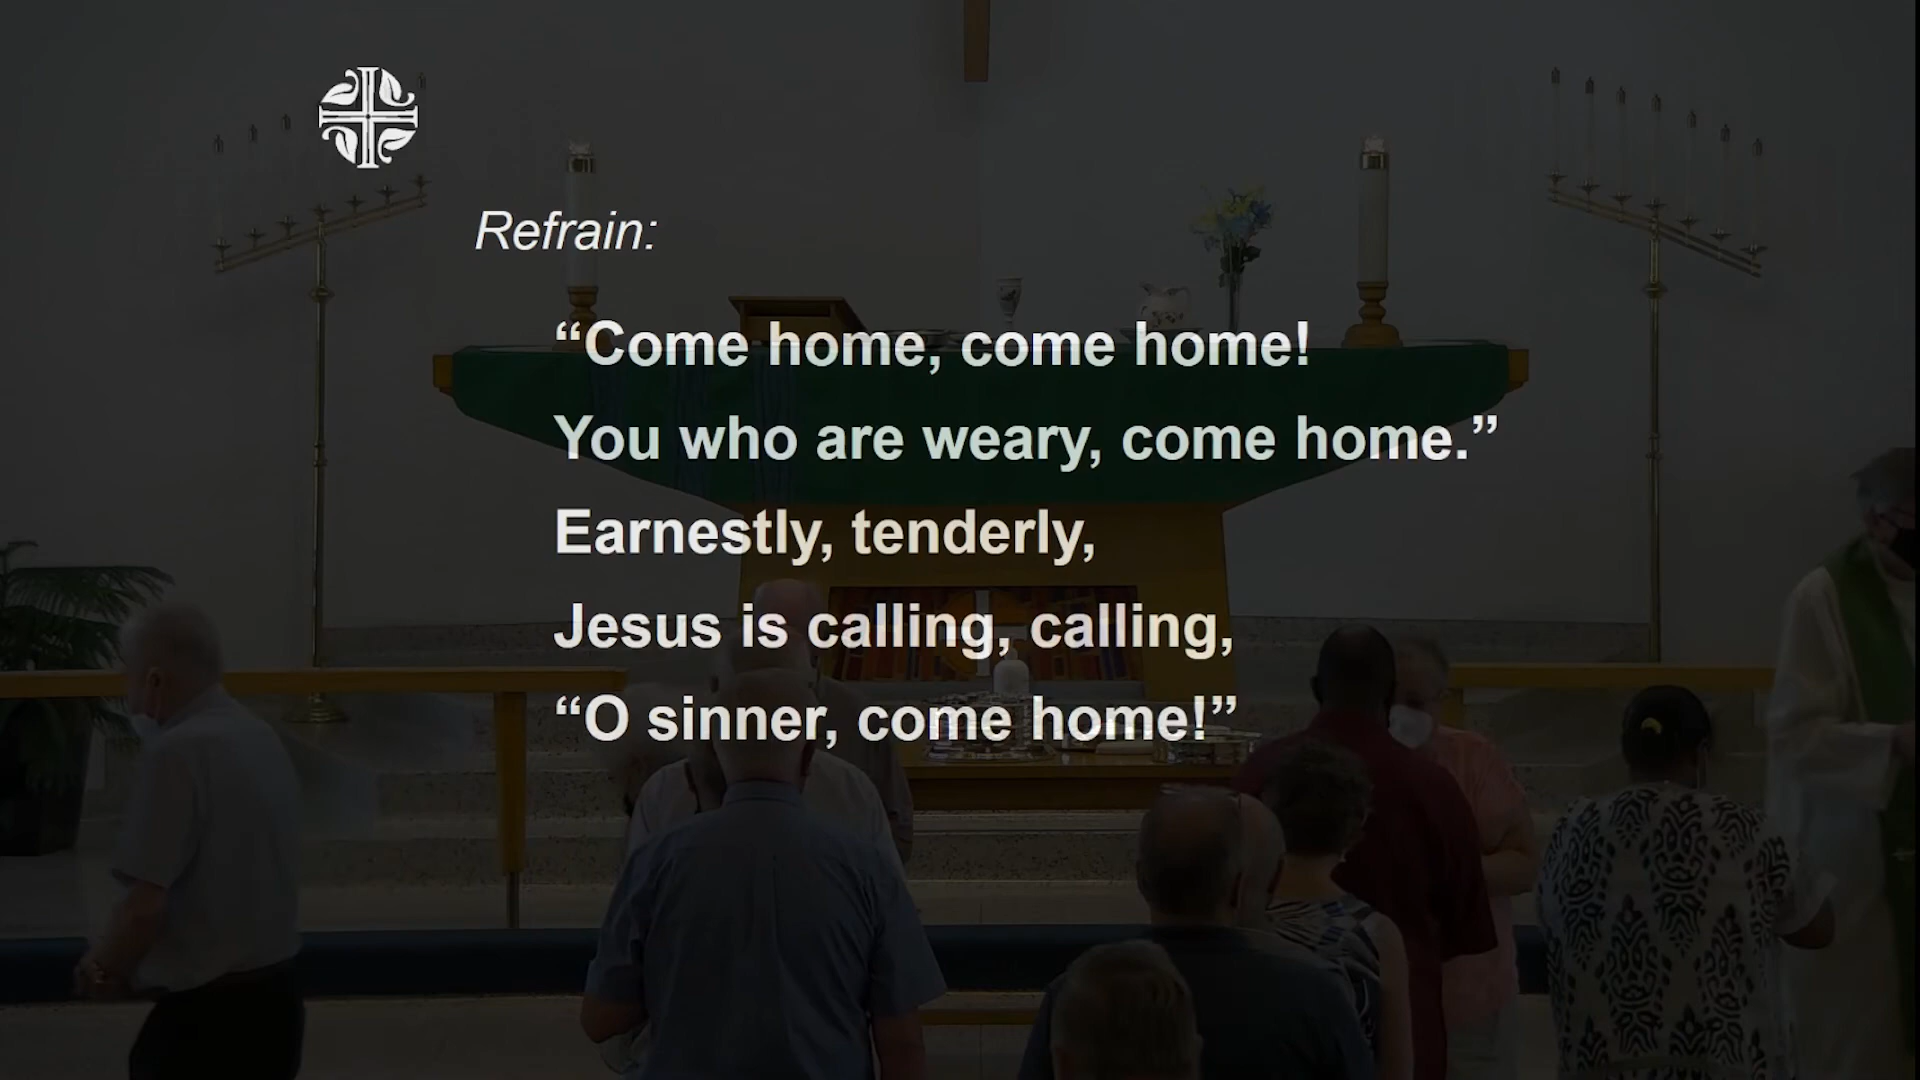 Refrain:
“Come home, come home!
You who are weary, come home.”
Earnestly, tenderly,
Jesus is calling, calling,
“O sinner, come home!”